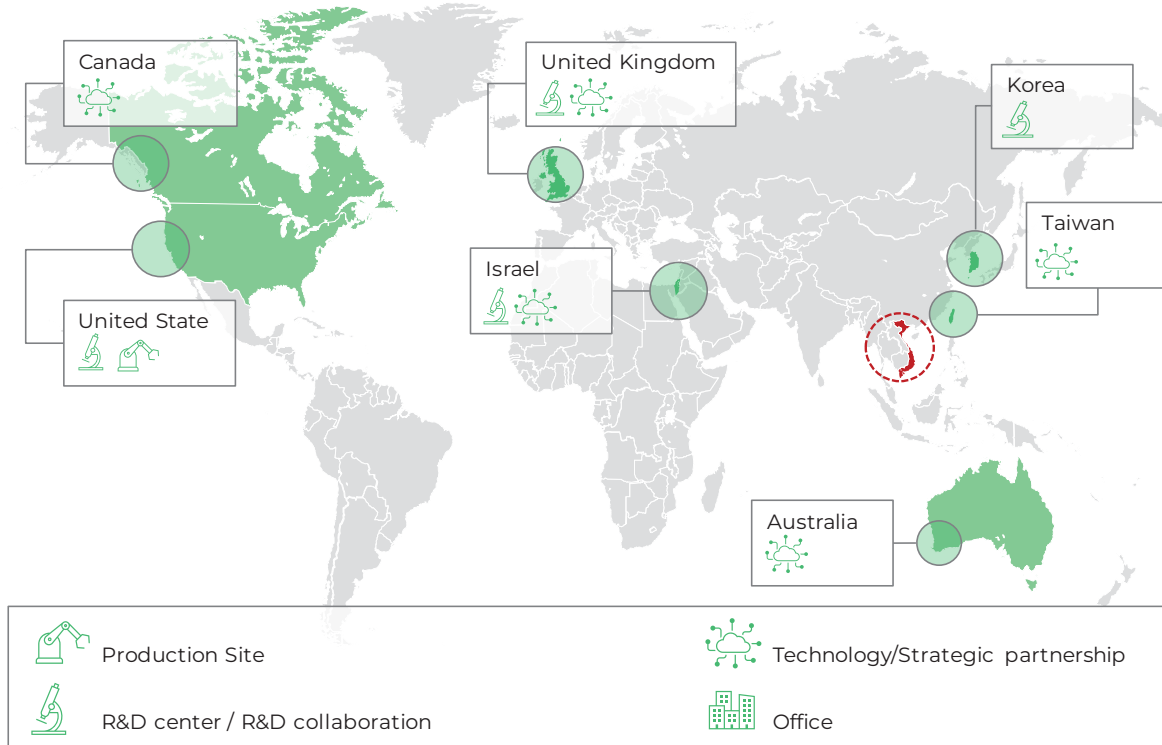 Canada
United Kingdom
Korea
Taiwan
Israel
United State
Australia
Production Site
Technology/Strategic partnership
R&D center / R&D collaboration
Office